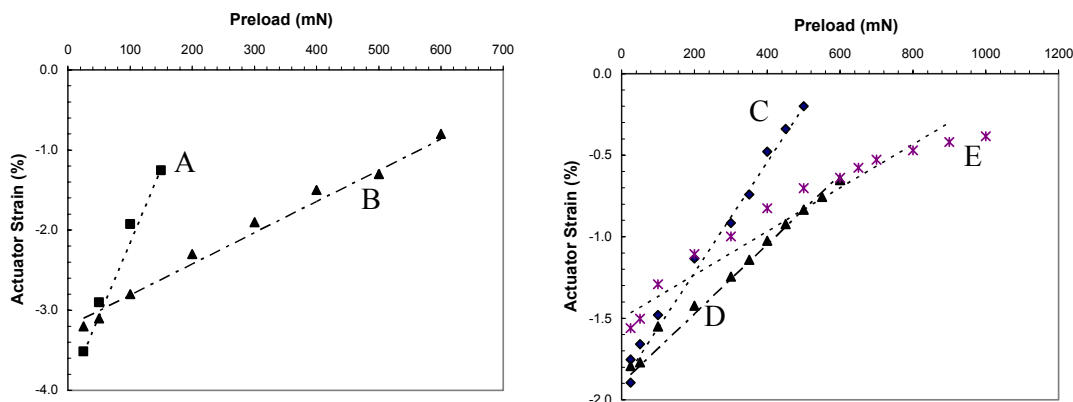 Preload (mN)
0 100 200 300 400 500 600 700
0.0
-1.0
-2.0
-3.0
-4.0
Actuator Strain (%)
A
B
Preload (mN)
0 200 400 600 800 1000 1200
0.0
-0.5
-1.0
-1.5
-2.0
Actuator Strain (%)
C
E
D